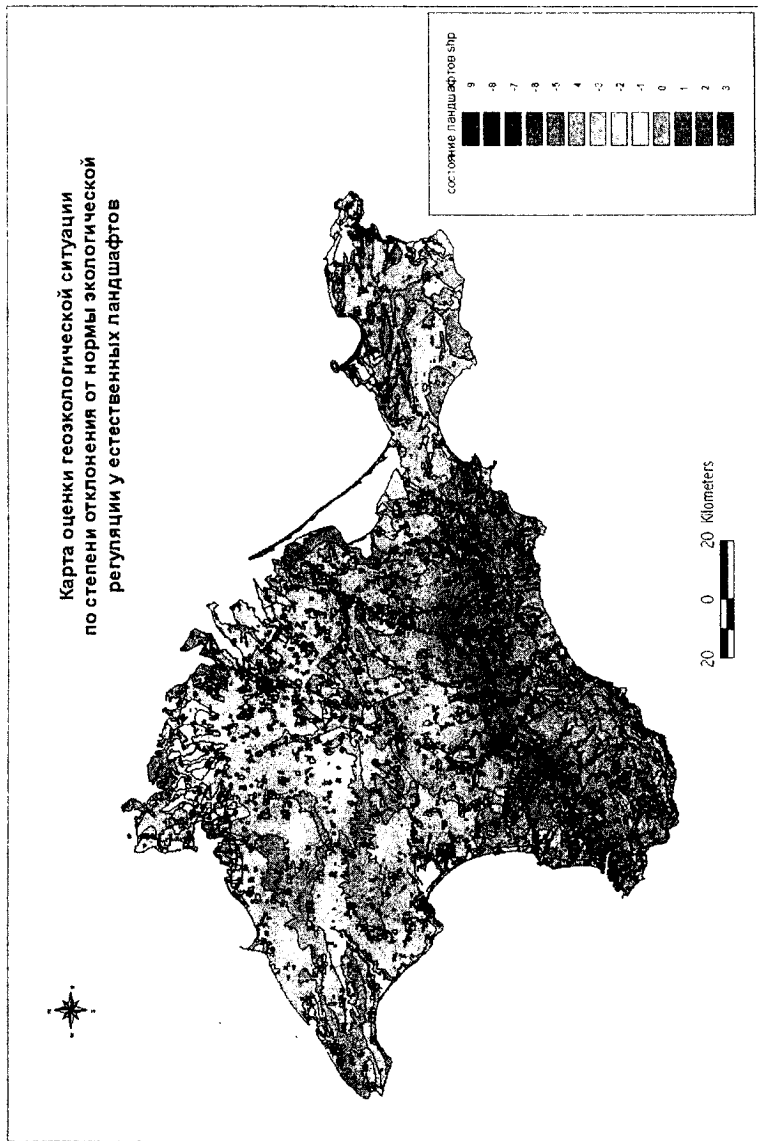 Карта оценки геоэкологической ситуации
по степени отклонения от нормы экологической
регуляции у естественных ландшафтов
состояние ландшафтов shp
-9
-8
-7
-6
-5
-4
-3
-2
-1
0
1
2
3
20 0 20 Kilometers